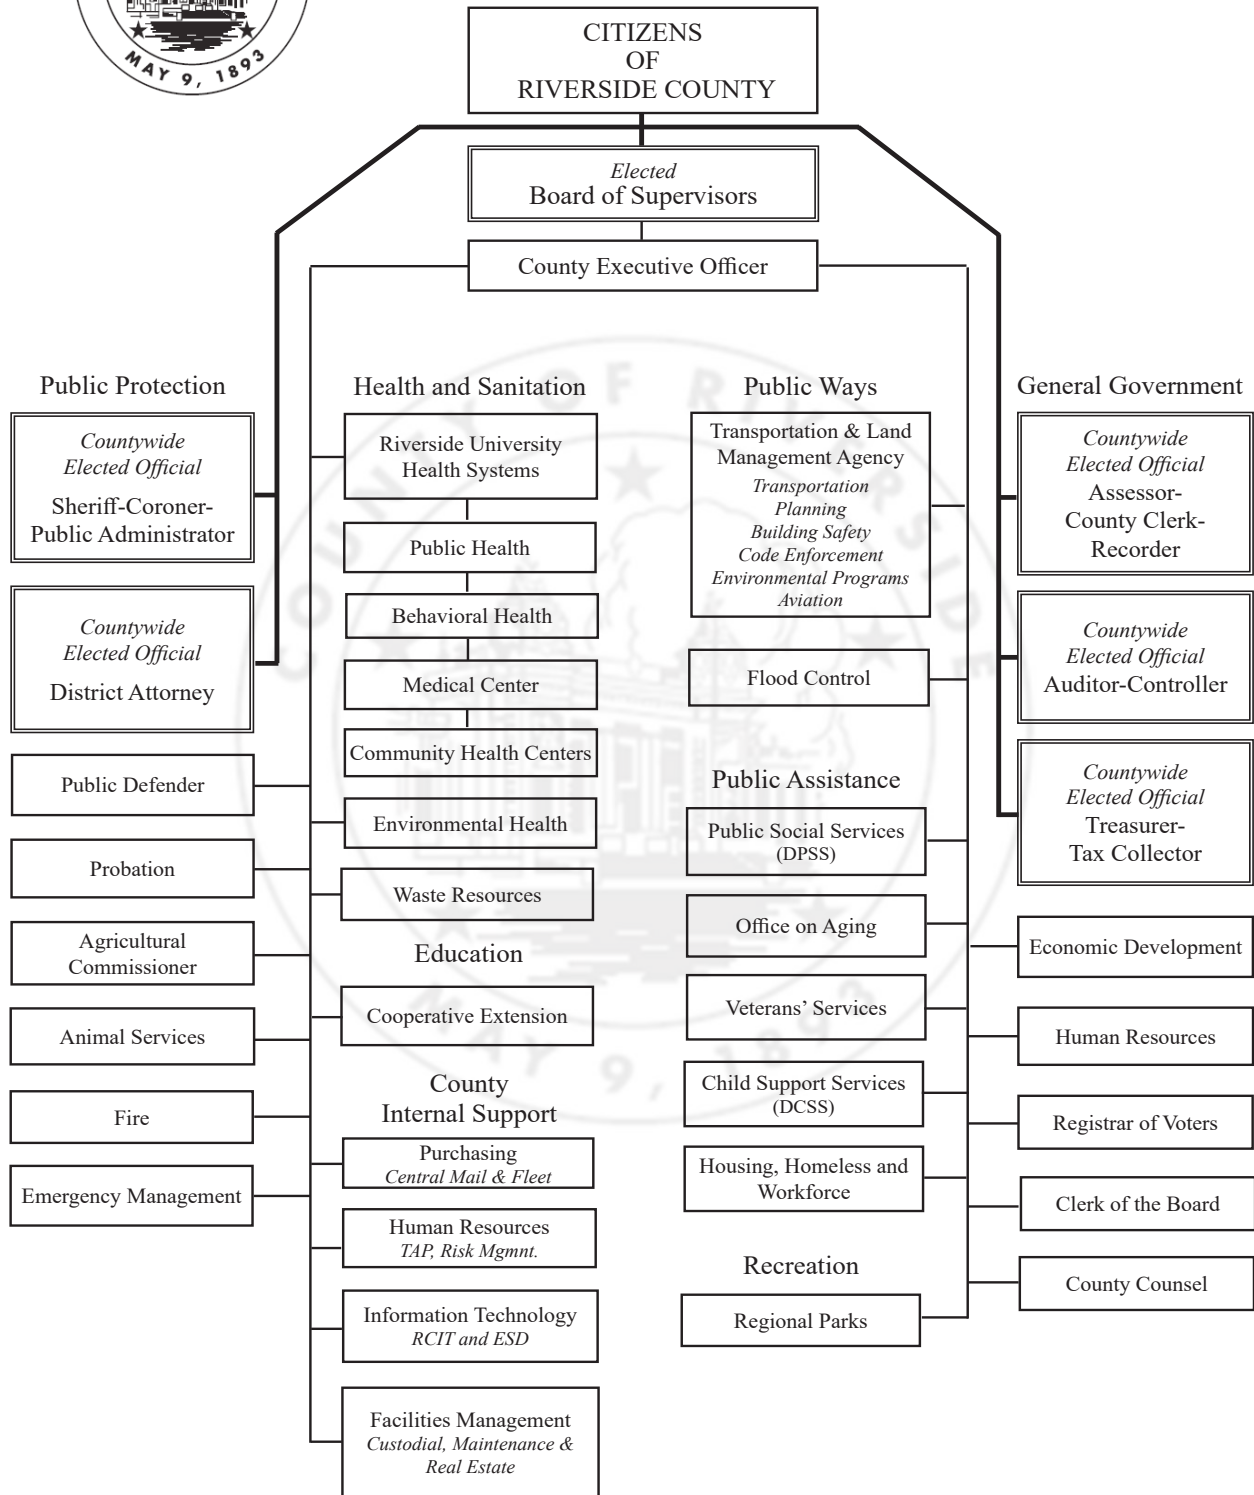 MAY 9, 1893
CITIZENS
OF
RIVERSIDE COUNTY
Elected
Board of Supervisors
County Executive Officer
Public Protection
Countywide
Elected Official
Sheriff-Coroner-
Public Administrator
Countywide
Elected Official
District Attorney
Public Defender
Probation
Agricultural
Commissioner
Animal Services
Fire
Emergency Management
Health and Sanitation
Riverside University
Health Systems
Public Health
Behavioral Health
Medical Center
Community Health Centers
Environmental Health
Waste Resources
Education
Cooperative Extension
County
Internal Support
Purchasing
Central Mail & Fleet
Human Resources
TAP, Risk Mgmnt.
Information Technology
RCIT and ESD
Facilities Management
Custodial, Maintenance &
Real Estate
Public Ways
Transportation & Land
Management Agency
Transportation
Planning
Building Safety
Code Enforcement
Environmental Programs
Aviation
Flood Control
Public Assistance
Public Social Services
(DPSS)
Office on Aging
Veterans’ Services
Child Support Services
(DCSS)
Housing, Homeless and
Workforce
Recreation
Regional Parks
General Government
Countywide
Elected Official
Assessor-
County Clerk-
Recorder
Countywide
Elected Official
Auditor-Controller
Countywide
Elected Official
Treasurer-
Tax Collector
Economic Development
Human Resources
Registrar of Voters
Clerk of the Board
County Counsel
COUNTY OF RIVERSIDE
MAY 9, 1893